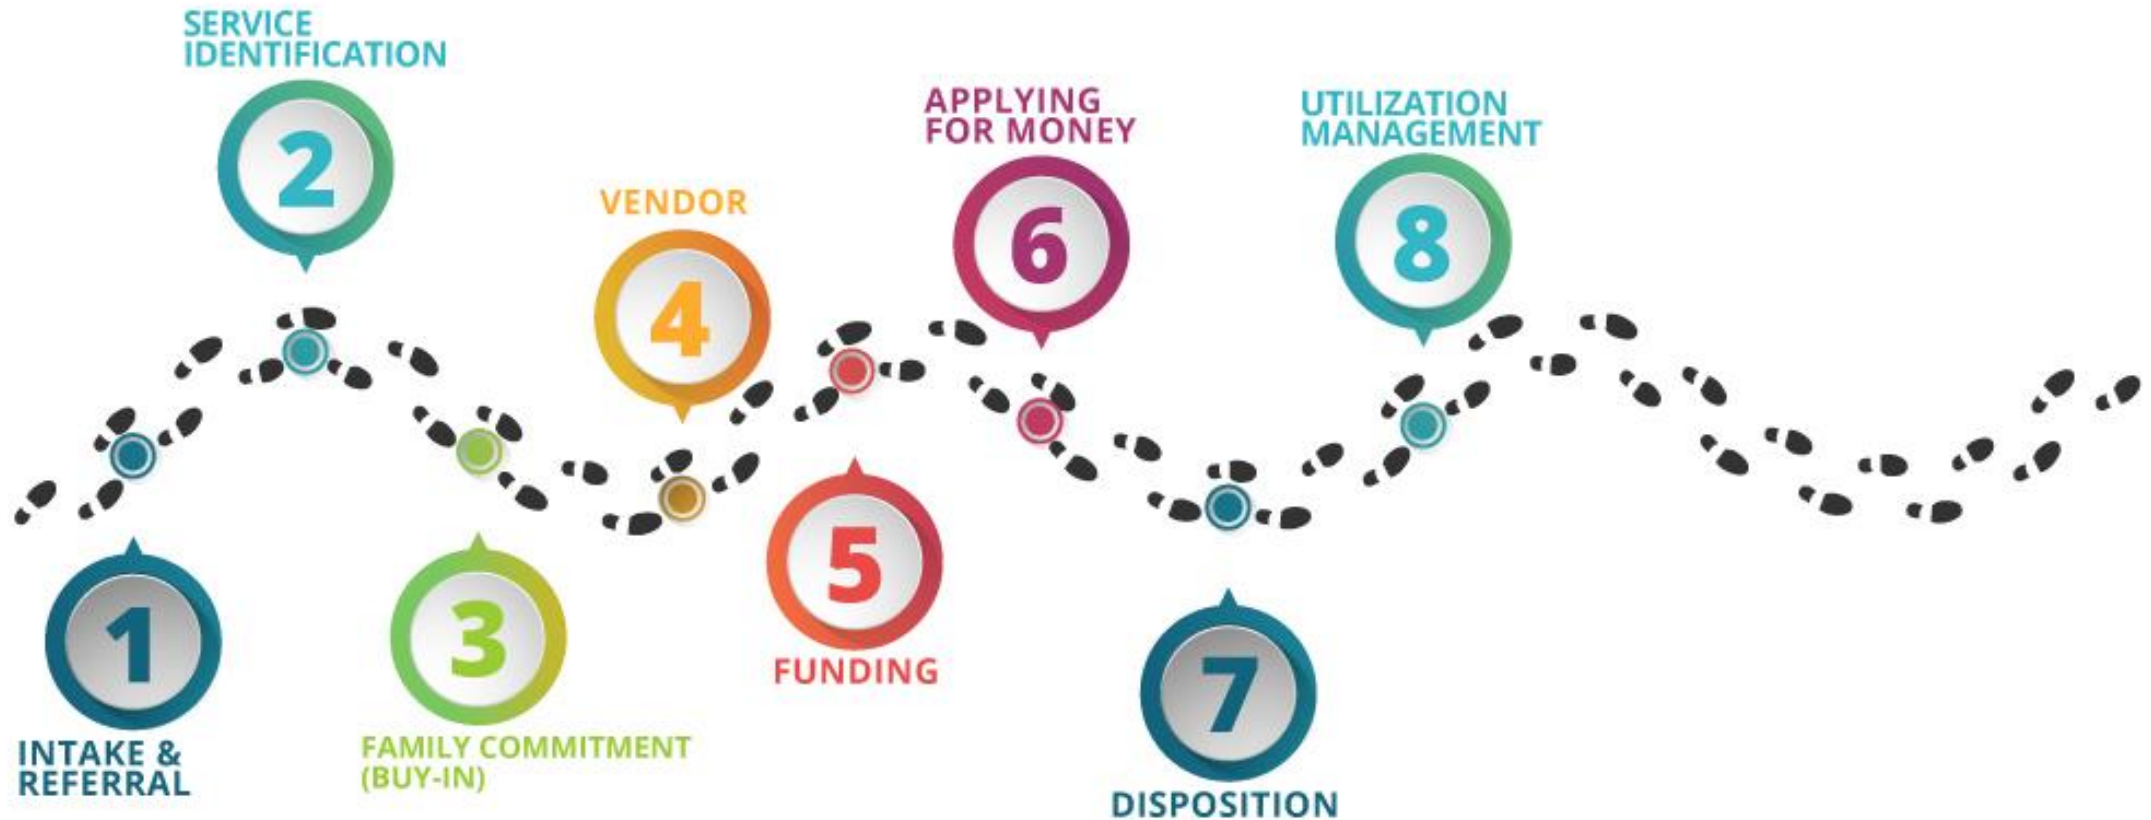 1
INTAKE &
REFERRAL
SERVICE
IDENTIFICATION
2
3
FAMILY COMMITMENT
(BUY-IN)
VENDOR
4
5
FUNDING
APPLYING
FOR MONEY
6
7
DISPOSITION
UTILIZATION
MANAGEMENT
8